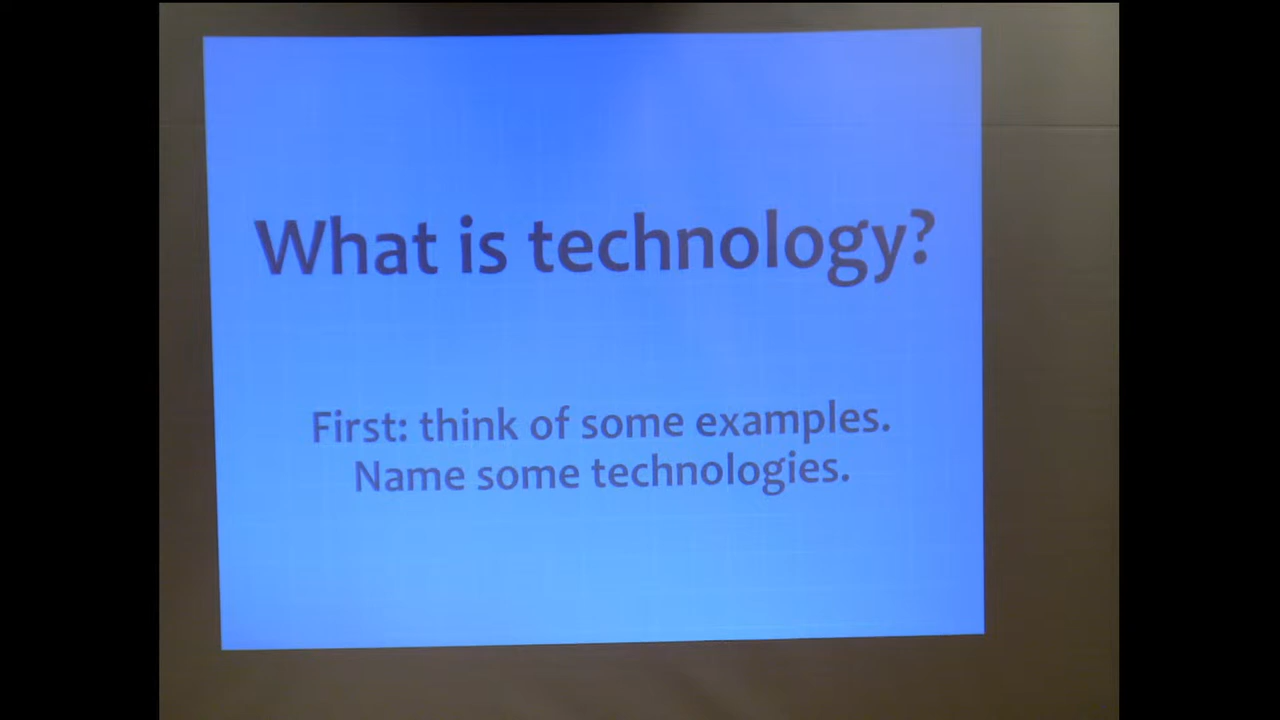 What is technology?
First: think of some examples.
Name some technologies.